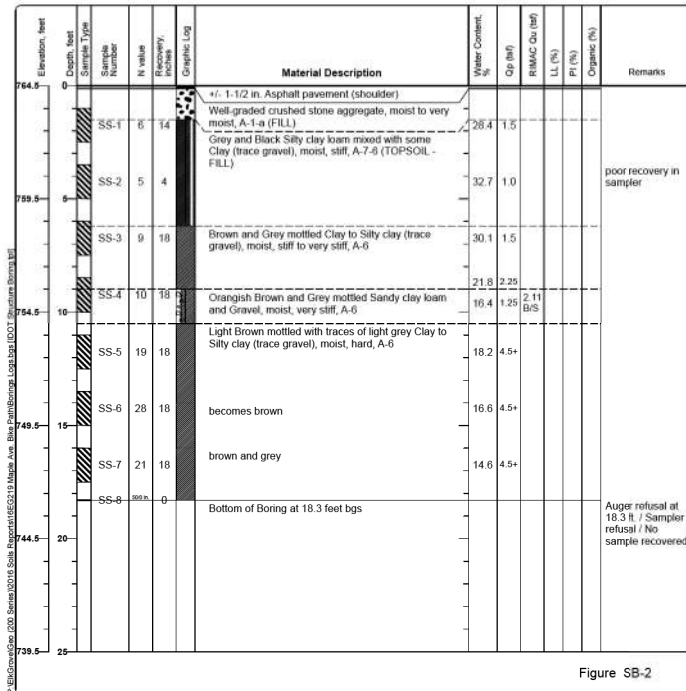 Elevation, feet
Depth, feet
Sample Type
Sample Number
N value
Recovery, inches
Graphic Log
Material Description
Water Content, %
Qp (tsf)
RIMAC Qu (tsf)
LL (%)
PI (%)
Organic (%)
Remarks
764.5 0
+/- 1-1/2 in. Asphalt pavement (shoulder)
Well-graded crushed stone aggregate, moist to very
moist, A-1-a (FILL)
SS-1 6 14 28.4 1.5
Grey and Black Silty clay loam mixed with some
Clay (trace gravel), moist, stiff, A-7-6 (TOPSOIL -
FILL)
SS-2 5 4 32.7 1.0
poor recovery in
sampler
759.5 5
SS-3 9 18 30.1 1.5
Brown and Grey mottled Clay to Silty clay (trace
gravel), moist, stiff to very stiff, A-6
21.8 2.25
SS-4 10 18 16.4 1.25 2.11
B/S
Orangish Brown and Grey mottled Sandy clay loam
and Gravel, moist, very stiff, A-6
754.5 10
Light Brown mottled with traces of light grey Clay to
Silty clay (trace gravel), moist, hard, A-6
SS-5 19 18 18.2 4.5+
SS-6 28 18 becomes brown 16.6 4.5+
749.5 15
brown and grey
SS-7 21 18 14.6 4.5+
SS-8 0
Bottom of Boring at 18.3 feet bgs
Auger refusal at
18.3 ft. / Sampler
refusal / No
sample recovered
744.5 20
739.5 25
Figure SB-2